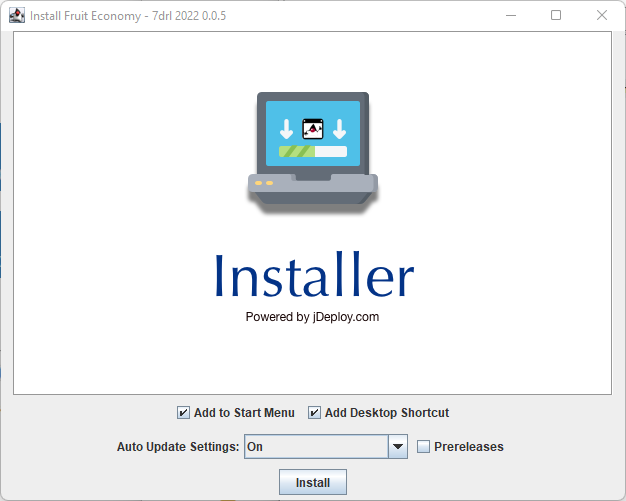 Install Fruit Economy - 7drl 2022 0.0.5
Installer
Powered by jDeploy.com
Add to Start Menu Add Desktop Shortcut
Auto Update Settings: On Prereleases
Install